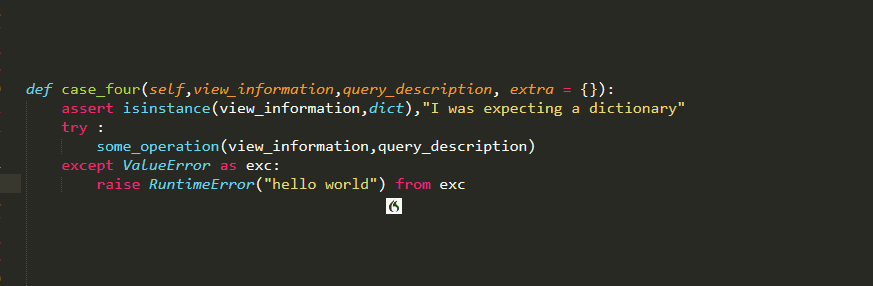 def case_four(self,view_information,query_description, extra = {}):
    assert isinstance(view_information,dict),"I was expecting a dictionary"
    try :
        some_operation(view_information,query_description)
    except ValueError as exc:
        raise RuntimeError("hello world") from exc